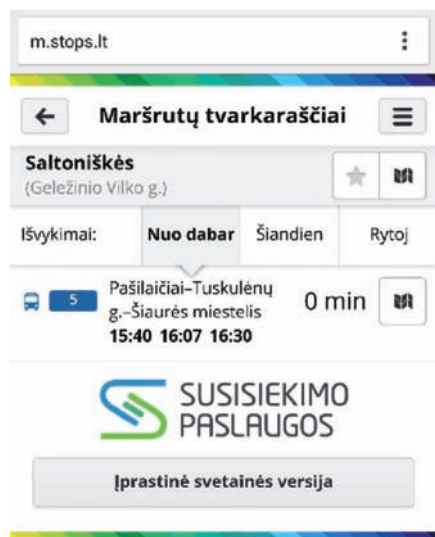 m.stops.lt
Maršrutų tvarkaraščiai
Saltoniškės
(Geležinio Vilko g.)
Išvykimai: Nuo dabar Šiandien Rytoj
5 Pašilaičiai–Tuskulėnų 0 min
g.–Šiaurės miestelis
15:40 16:07 16:30
SUSISIEKIMO
PASLAUGOS
Įprastinė svetainės versija